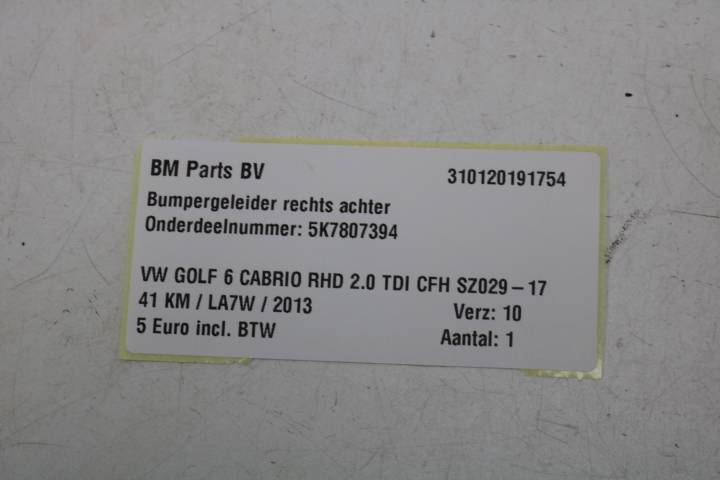 BM Parts BV 310120191754
Bumpergeleider rechts achter
Onderdeelnummer: 5K7807394
VW GOLF 6 CABRIO RHD 2.0 TDI CFH SZ029-17
41 KM / LA7W / 2013 Verz: 10
5 Euro incl. BTW Aantal: 1